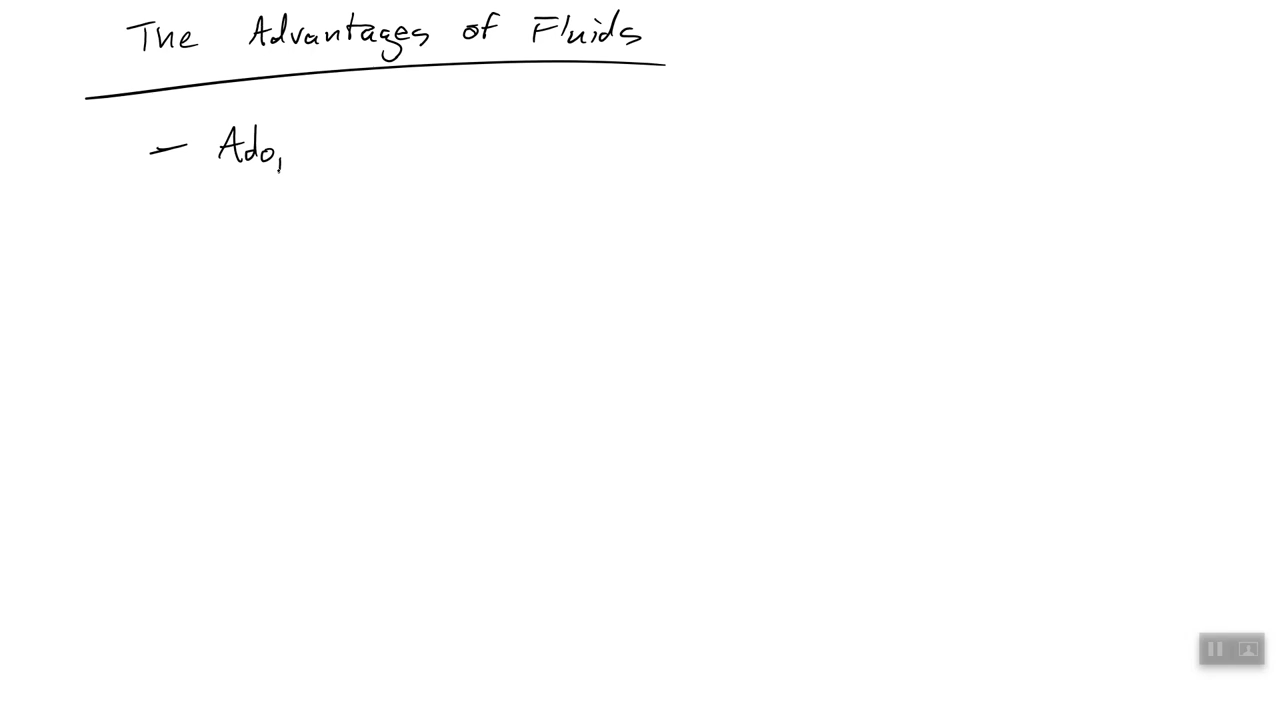 The Advantages of Fluids
- Ado,